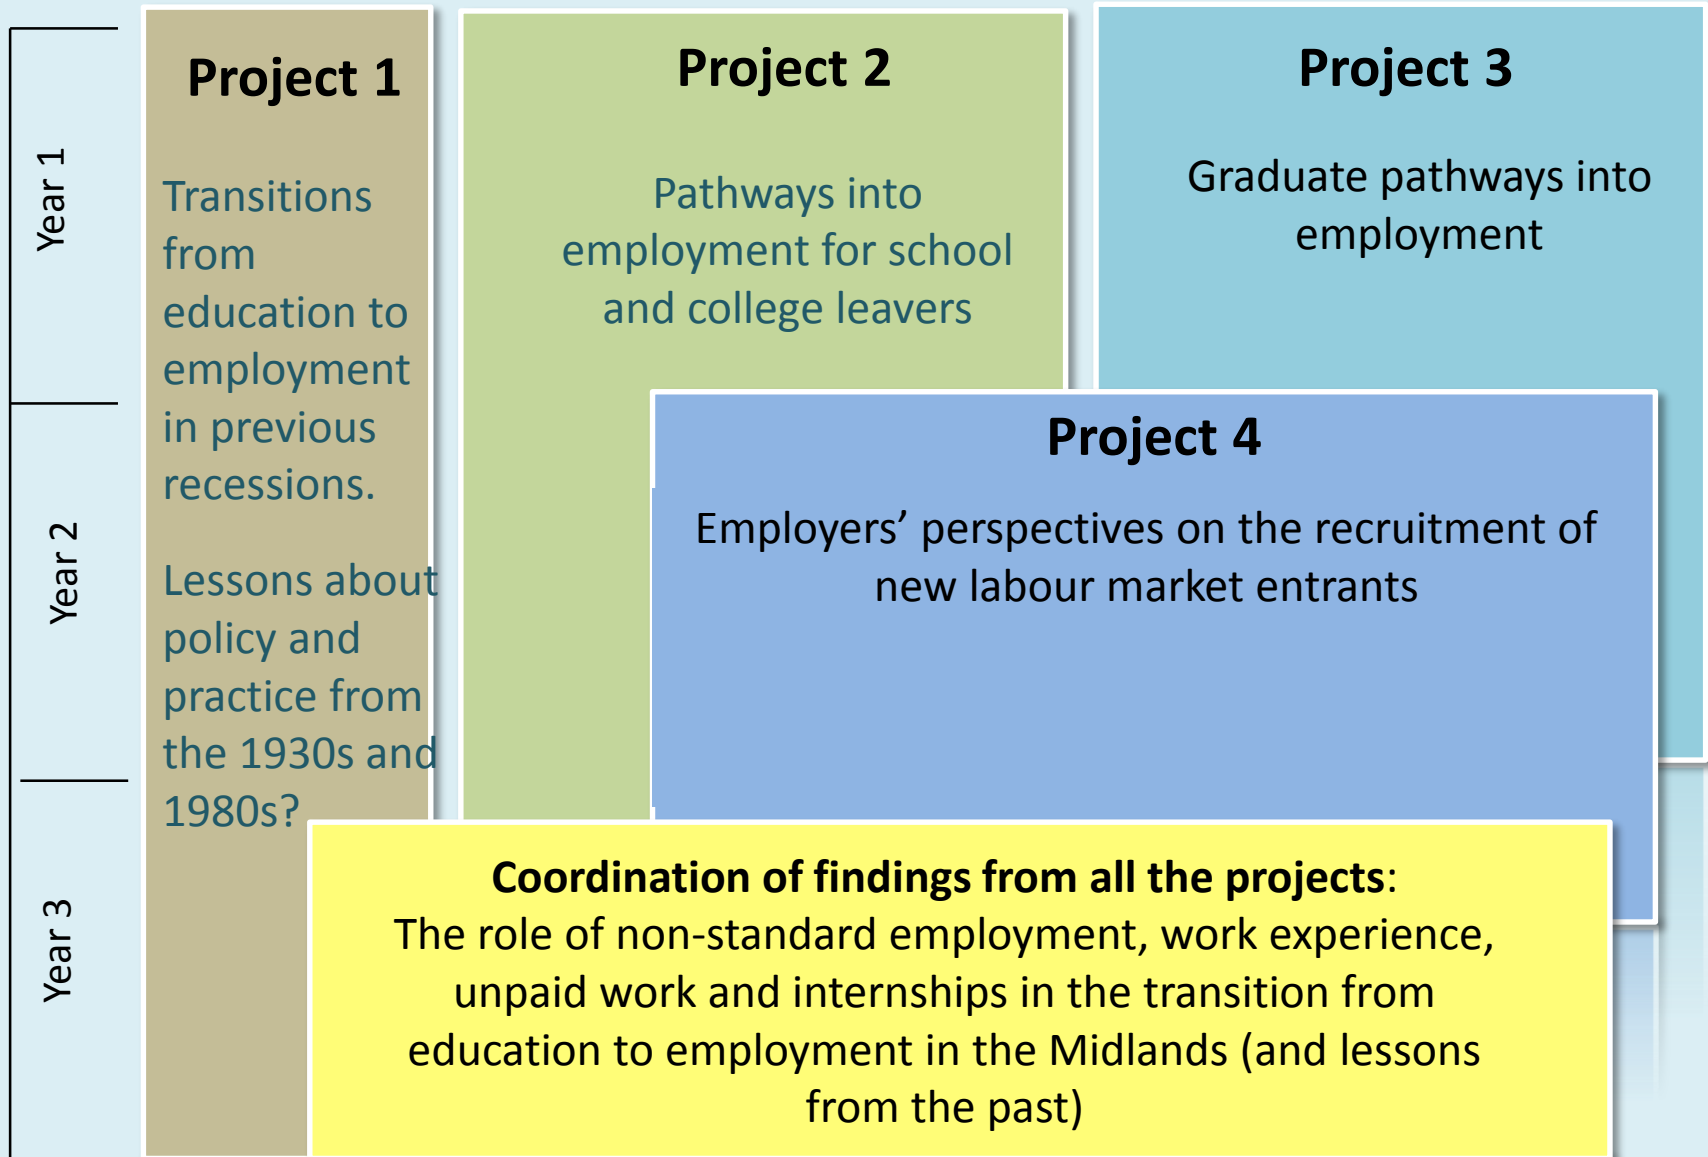 Year 1
Year 2
Year 3
Project 1
Transitions
from
education to
employment
in previous
recessions.
Lessons about
policy and
practice from
the 1930s and
1980s?
Project 2
Pathways into
employment for school
and college leavers
Project 3
Graduate pathways into
employment
Project 4
Employers’ perspectives on the recruitment of
new labour market entrants
Coordination of findings from all the projects:
The role of non-standard employment, work experience,
unpaid work and internships in the transition from
education to employment in the Midlands (and lessons
from the past)